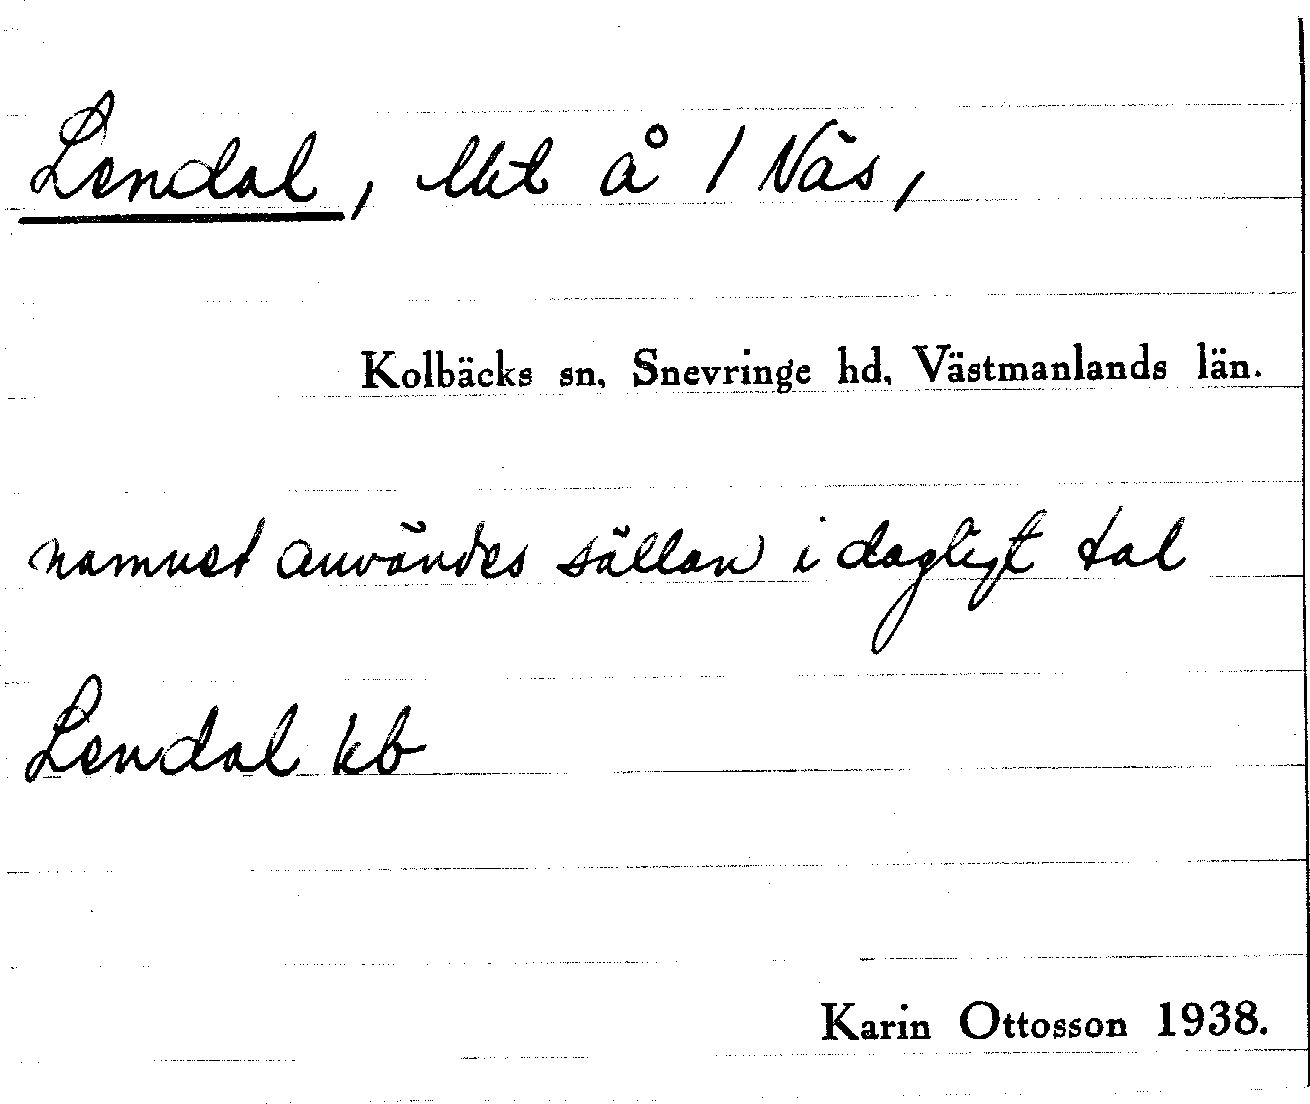 Lendal, lht å 1 Näs,
Kolbäcks sn, Snevringe hd, Västmanlands län.
namnet användes sällan i dagligt tal
Lendal kb
Karin Ottosson 1938.